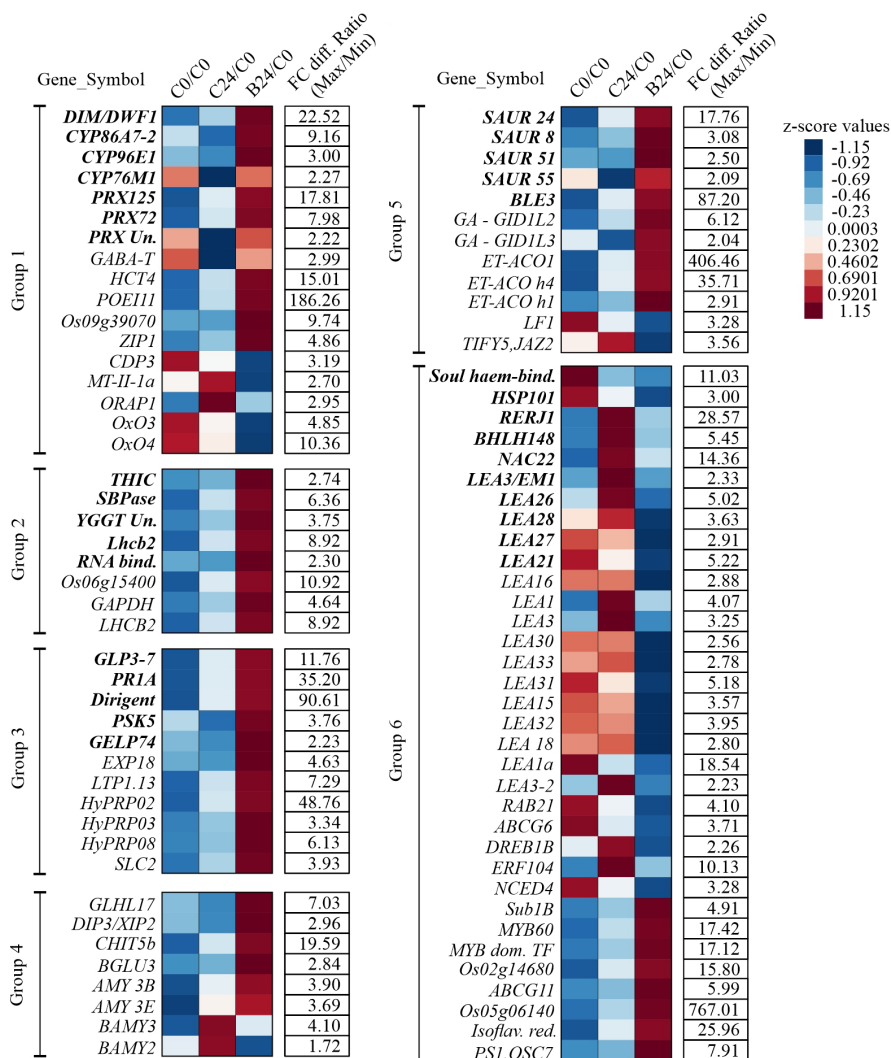 Gene_Symbol C0/C0 C24/C0 B24/C0 FC diff. Ratio (Max/Min)
Group 1
DIM/DWF1 22.52
CYP86A7-2 9.16
CYP96E1 3.00
CYP76M1 2.27
PRX125 17.81
PRX72 7.98
PRX Un. 2.22
GABA-T 2.99
HCT4 15.01
POEI11 186.26
Os09g39070 9.74
ZIP1 4.86
CDP3 3.19
MT-II-1a 2.70
ORAP1 2.95
OxO3 4.85
OxO4 10.36
Group 2
THIC 2.74
SBPase 6.36
YGGT Un. 3.75
Lhcb2 8.92
RNA bind. 2.30
Os06g15400 10.92
GAPDH 4.64
LHCB2 8.92
Group 3
GLP3-7 11.76
PR1A 35.20
Dirigent 90.61
PSK5 3.76
GELP74 2.23
EXP18 4.63
LTP1.13 7.29
HyPRP02 48.76
HyPRP03 3.34
HyPRP08 6.13
SLC2 3.93
Group 4
GLHL17 7.03
DIP3/XIP2 2.96
CHIT5b 19.59
BGLU3 2.84
AMY 3B 3.90
AMY 3E 3.69
BAMY3 4.10
BAMY2 1.72
Gene_Symbol C0/C0 C24/C0 B24/C0 FC diff. Ratio (Max/Min)
Group 5
SAUR 24 17.76
SAUR 8 3.08
SAUR 51 2.50
SAUR 55 2.09
BLE3 87.20
GA - GID1L2 6.12
GA - GID1L3 2.04
ET-ACO1 406.46
ET-ACO h4 35.71
ET-ACO h1 2.91
LF1 3.28
TIFY5,JAZ2 3.56
Group 6
Soul haem-bind. 11.03
HSP101 3.00
RERJ1 28.57
BHLH148 5.45
NAC22 14.36
LEA3/EM1 2.33
LEA26 5.02
LEA28 3.63
LEA27 2.91
LEA21 5.22
LEA16 2.88
LEA1 4.07
LEA3 3.25
LEA30 2.56
LEA33 2.78
LEA31 5.18
LEA15 3.57
LEA32 3.95
LEA 18 2.80
LEA1a 18.54
LEA3-2 2.23
RAB21 4.10
ABCG6 3.71
DREB1B 2.26
ERF104 10.13
NCED4 3.28
Sub1B 4.91
MYB60 17.42
MYB dom. TF 17.12
Os02g14680 15.80
ABCG11 5.99
Os05g06140 767.01
Isoflav. red. 25.96
PS1 OSC7 7.91
z-score values
-1.15
-0.92
-0.69
-0.46
-0.23
0.0003
0.2302
0.4602
0.6901
0.9201
1.15